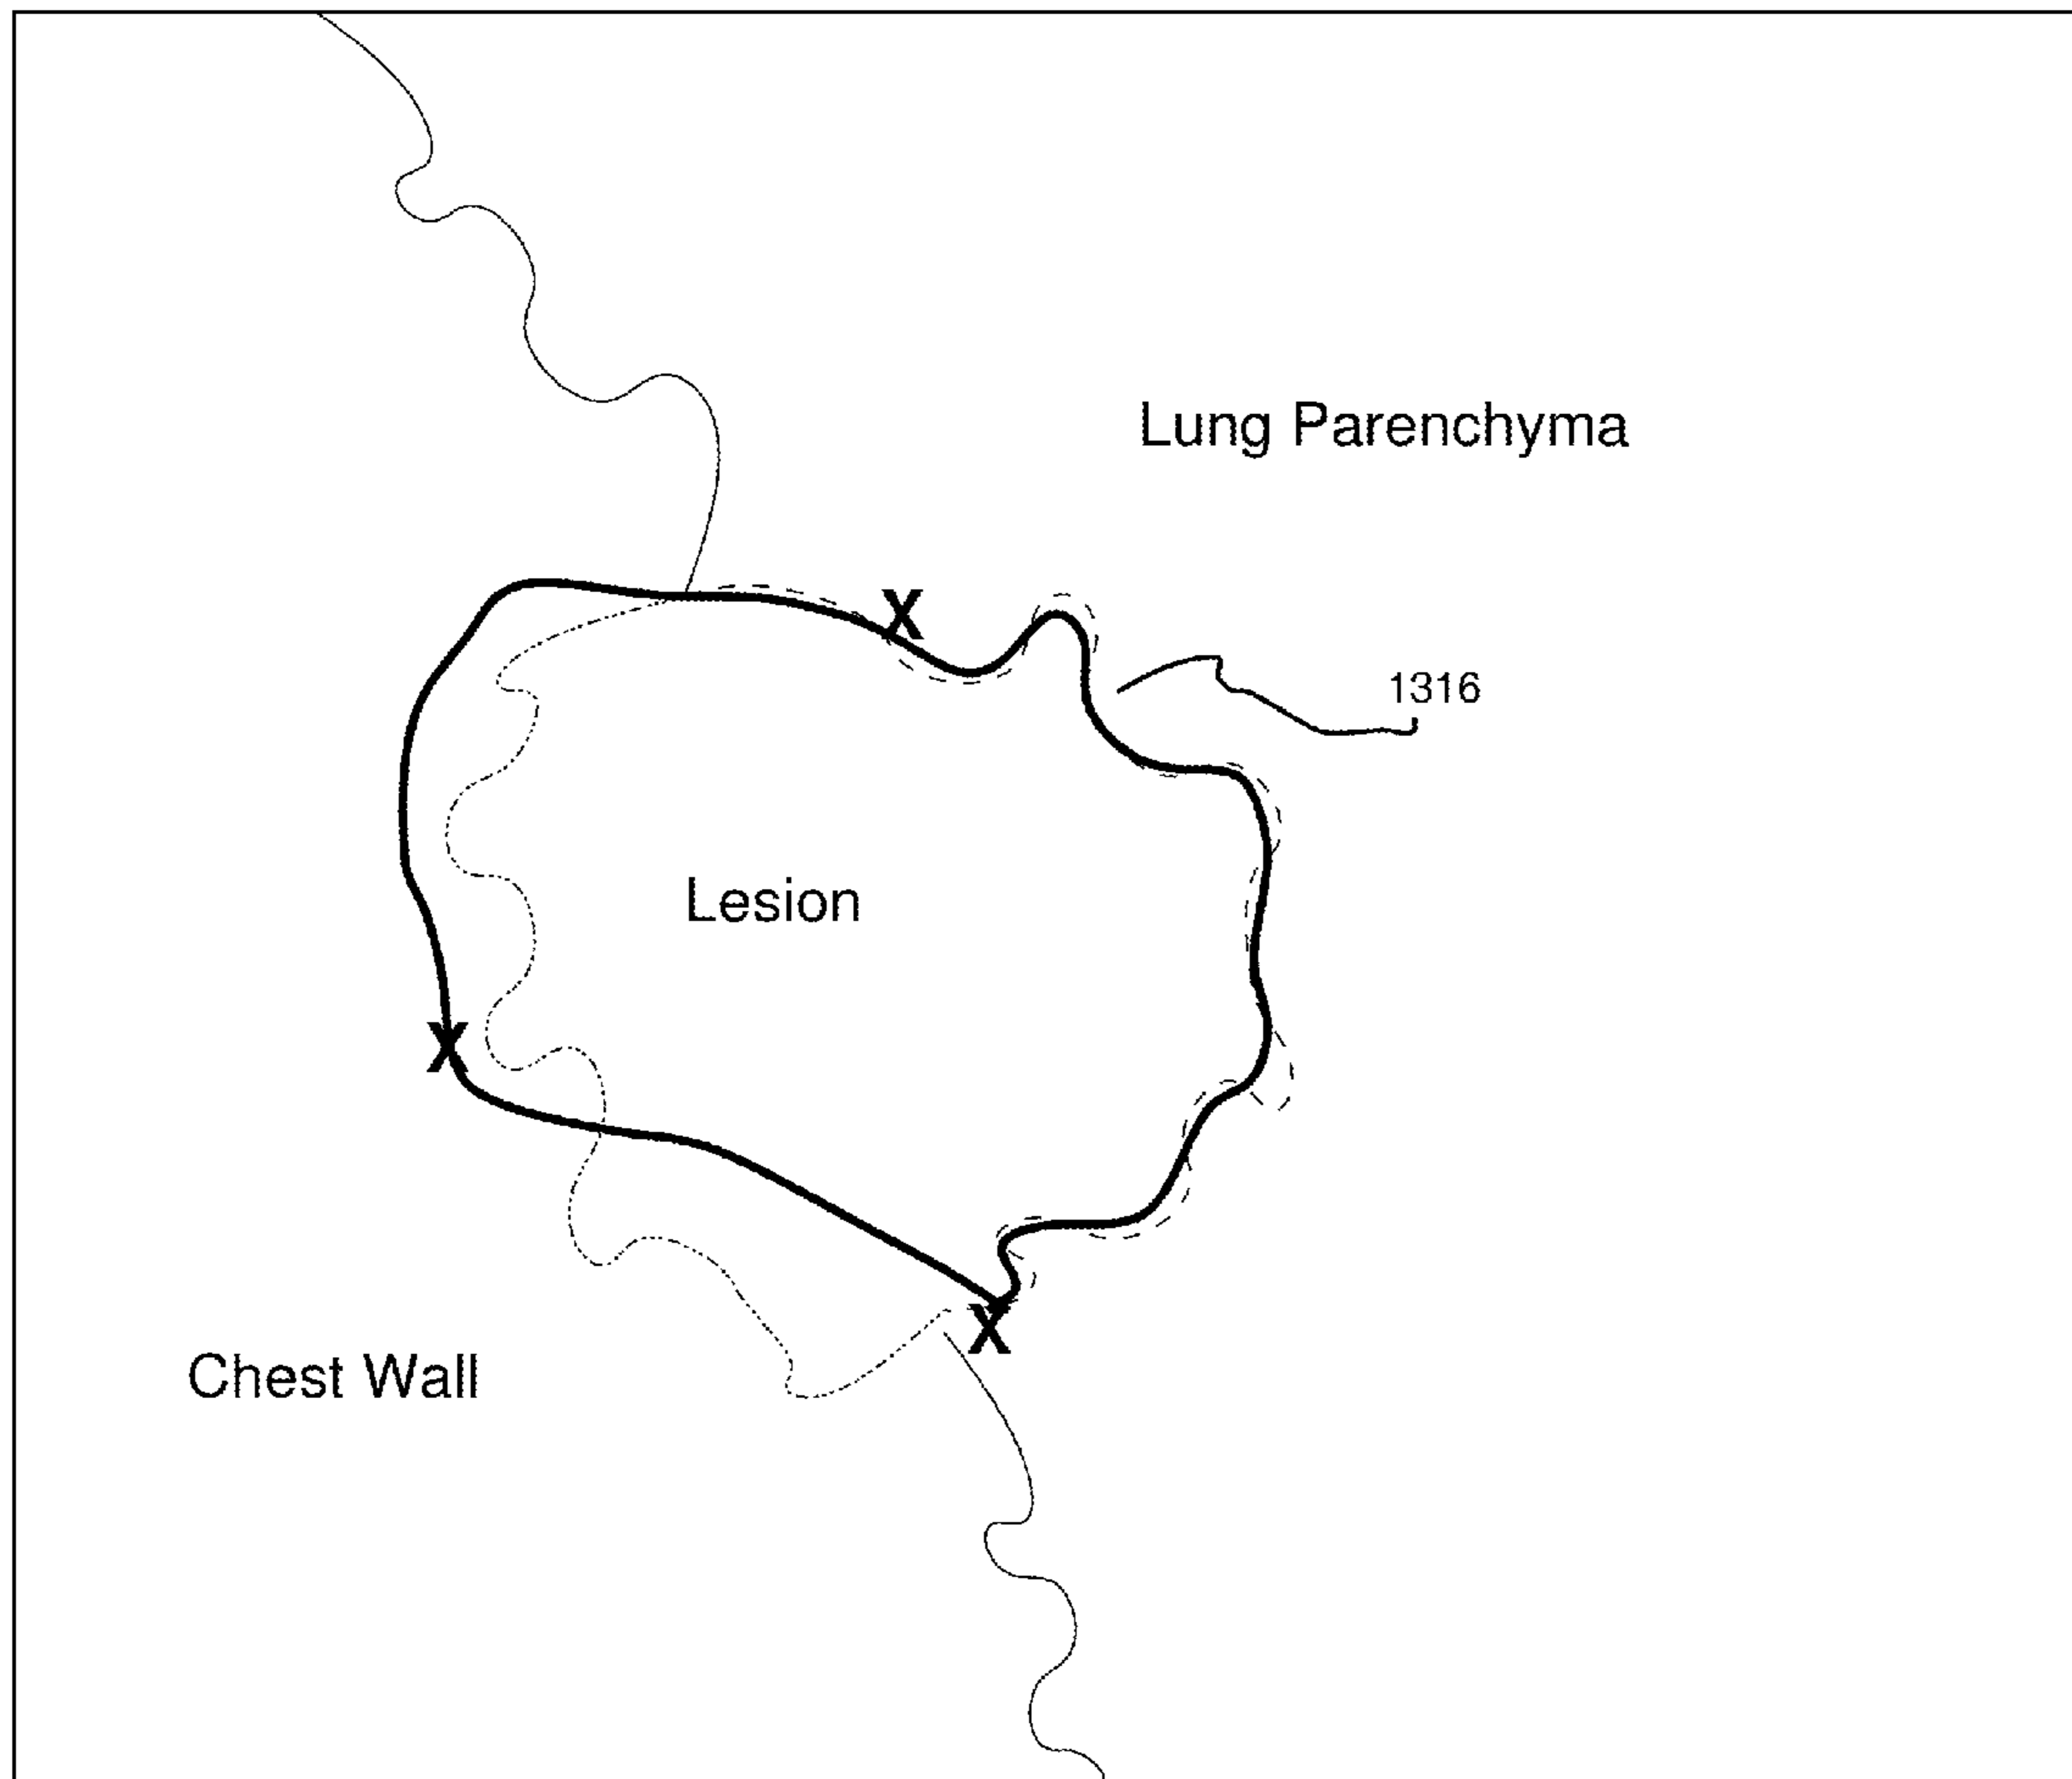 Lung Parenchyma
X
1316
Lesion
X
X
Chest Wall